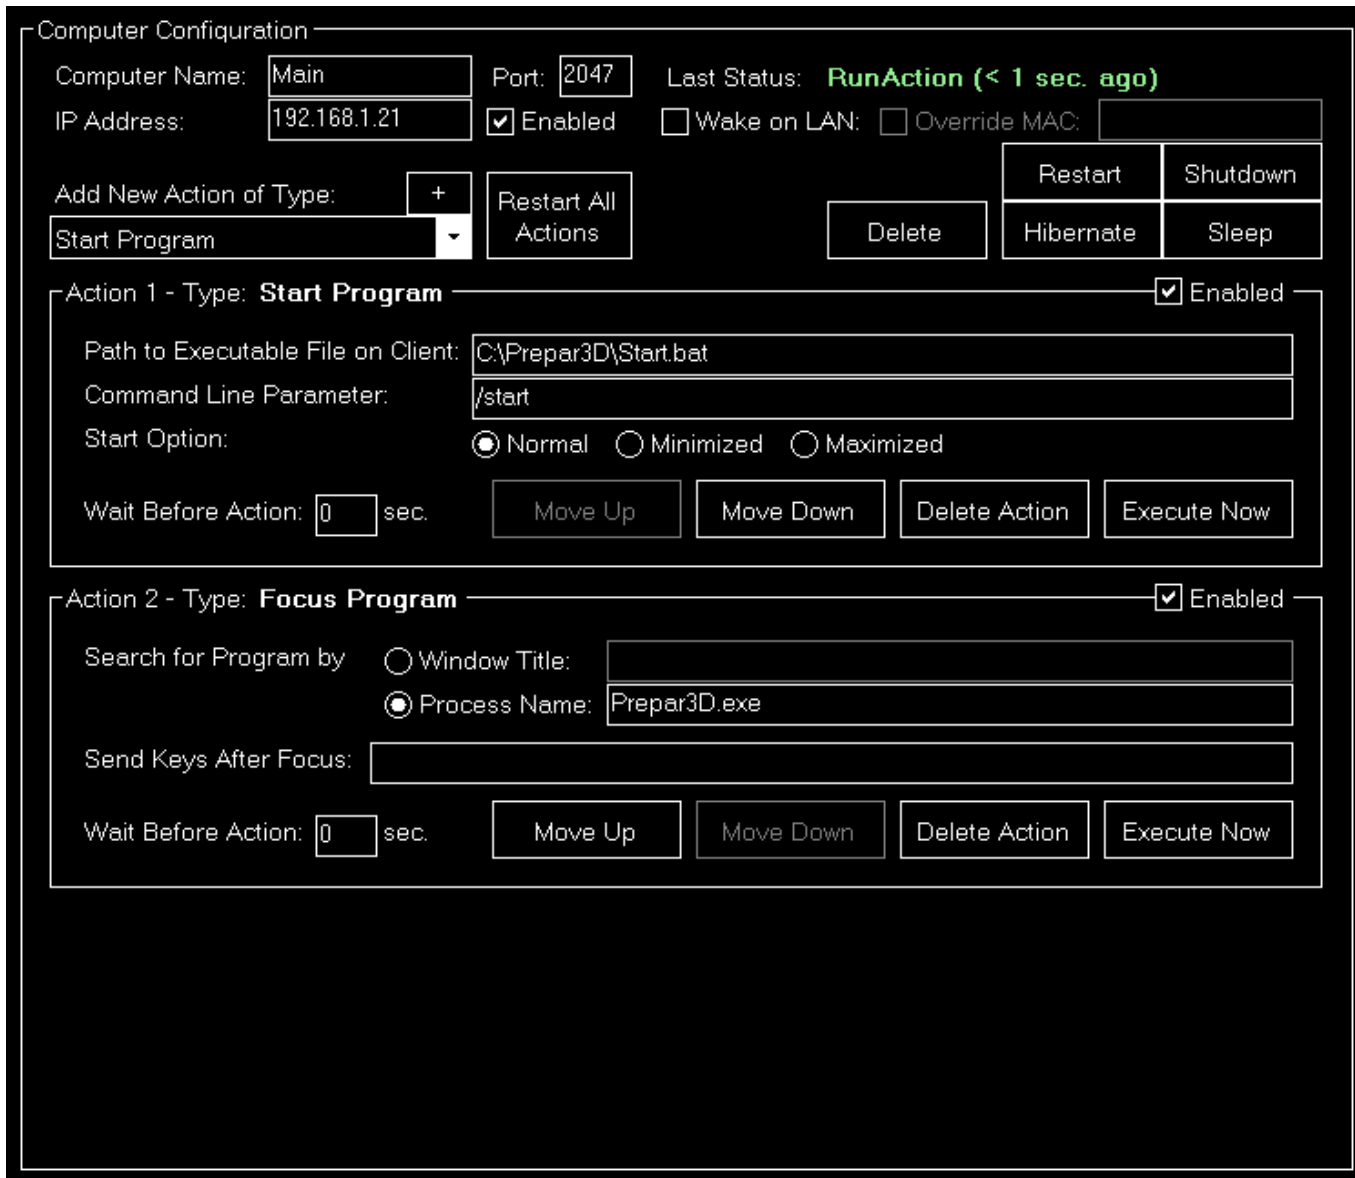 Computer Configuration
Computer Name: Main Port: 2047 Last Status: RunAction (< 1 sec. ago)
IP Address: 192.168.1.21 Enabled Wake on LAN: Override MAC:
Restart Shutdown
Add New Action of Type: + Restart All Actions
Start Program Delete Hibernate Sleep
Action 1 - Type: Start Program Enabled
Path to Executable File on Client: C:\Prepar3D\Start.bat
Command Line Parameter: /start
Start Option: Normal Minimized Maximized
Wait Before Action: 0 sec. Move Up Move Down Delete Action Execute Now
Action 2 - Type: Focus Program Enabled
Search for Program by Window Title:
Process Name: Prepar3D.exe
Send Keys After Focus:
Wait Before Action: 0 sec. Move Up Move Down Delete Action Execute Now